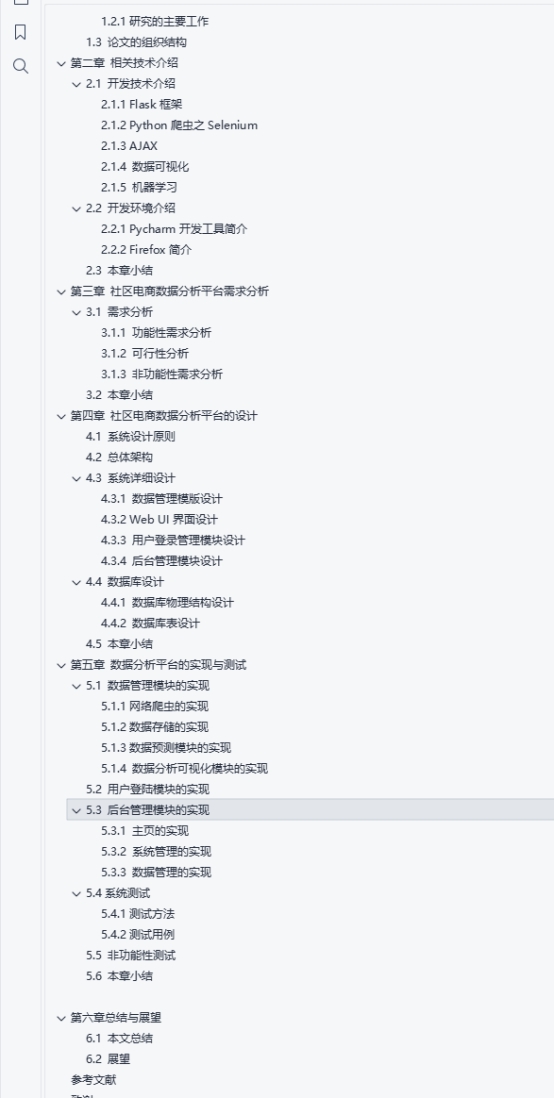 1.2.1 研究的主要工作
1.3 论文的组织结构
第二章 相关技术介绍
2.1 开发技术介绍
2.1.1 Flask 框架
2.1.2 Python 爬虫之 Selenium
2.1.3 AJAX
2.1.4 数据可视化
2.1.5 机器学习
2.2 开发环境介绍
2.2.1 Pycharm 开发工具简介
2.2.2 Firefox 简介
2.3 本章小结
第三章 社区电商数据分析平台需求分析
3.1 需求分析
3.1.1 功能性需求分析
3.1.2 可行性分析
3.1.3 非功能性需求分析
3.2 本章小结
第四章 社区电商数据分析平台的设计
4.1 系统设计原则
4.2 总体架构
4.3 系统详细设计
4.3.1 数据管理模版设计
4.3.2 Web UI 界面设计
4.3.3 用户登录管理模块设计
4.3.4 后台管理模块设计
4.4 数据库设计
4.4.1 数据库物理结构设计
4.4.2 数据库表设计
4.5 本章小结
第五章 数据分析平台的实现与测试
5.1 数据管理模块的实现
5.1.1 网络爬虫的实现
5.1.2 数据存储的实现
5.1.3 数据预测模块的实现
5.1.4 数据分析可视化模块的实现
5.2 用户登陆模块的实现
5.3 后台管理模块的实现
5.3.1 主页的实现
5.3.2 系统管理的实现
5.3.3 数据管理的实现
5.4 系统测试
5.4.1 测试方法
5.4.2 测试用例
5.5 非功能性测试
5.6 本章小结
第六章总结与展望
6.1 本文总结
6.2 展望
参考文献